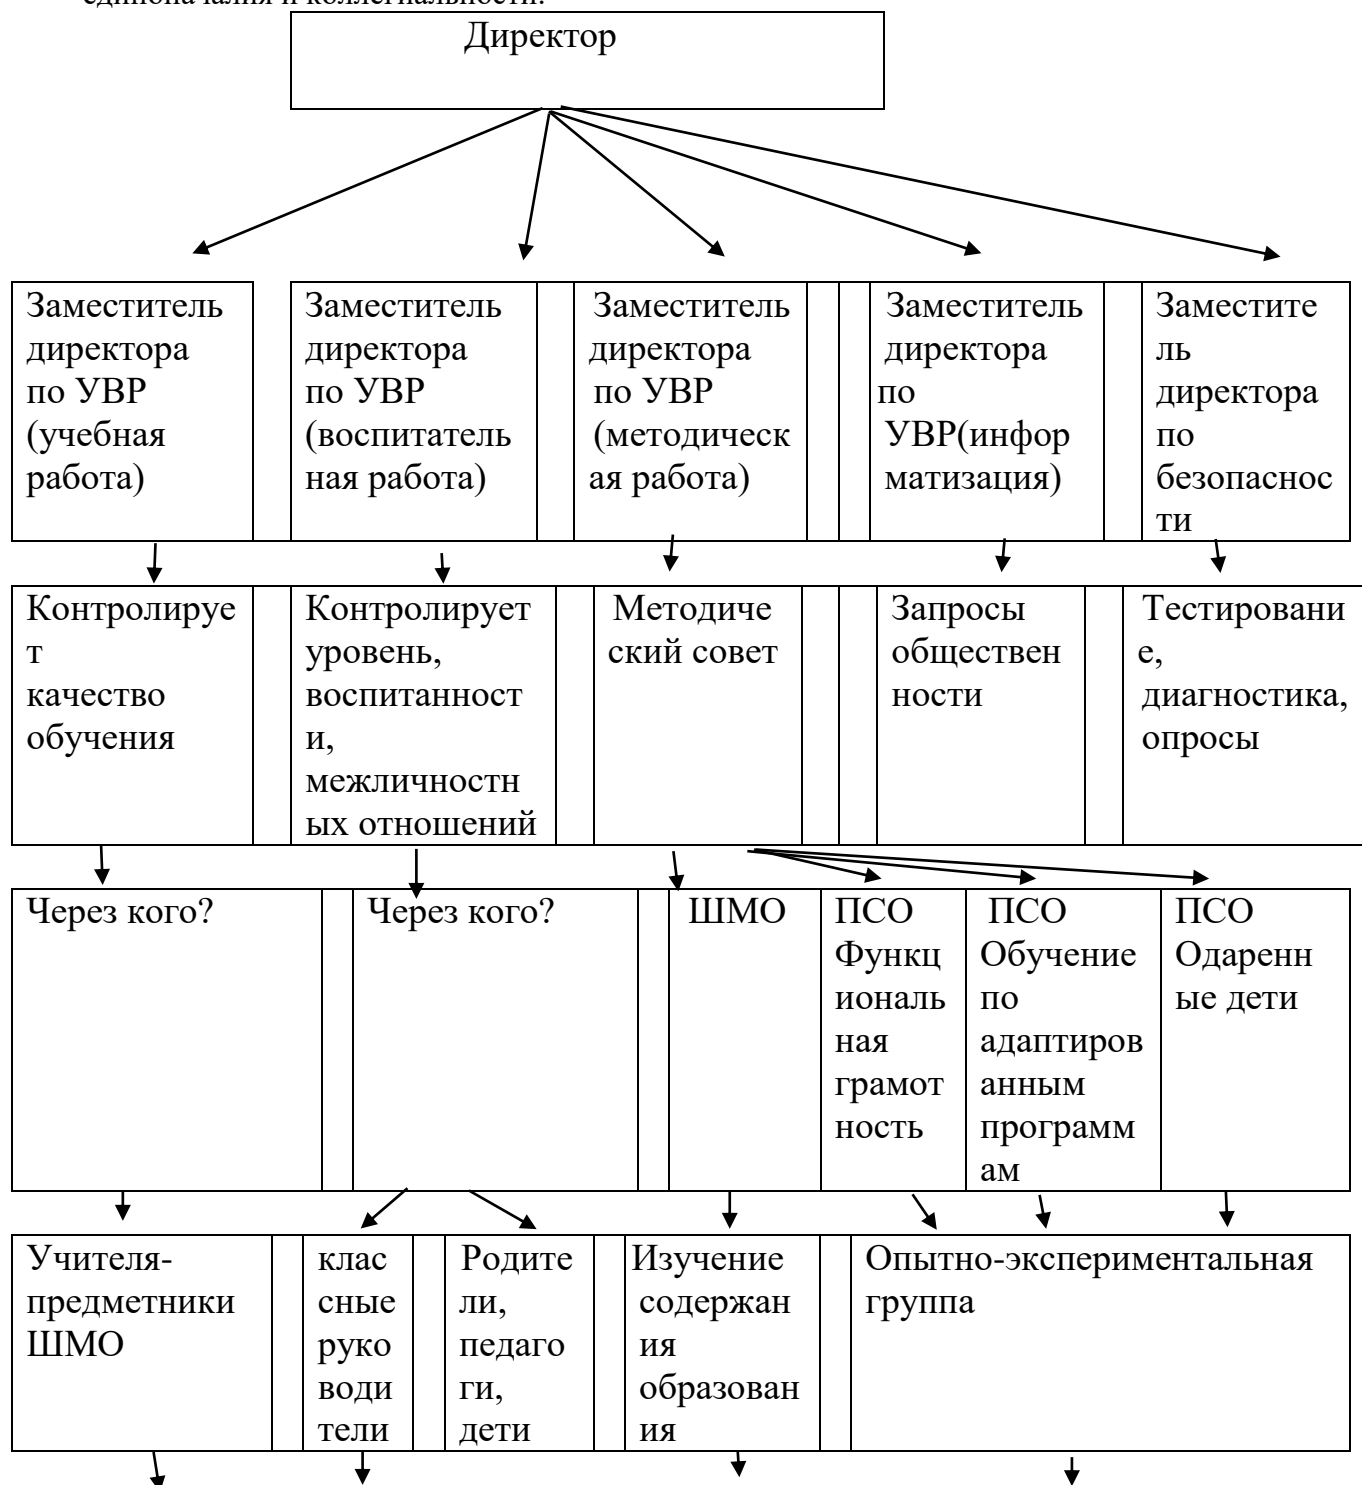 единоначалия и коллегиальности.
Директор
Заместитель
директора
по УВР
(учебная
работа)
Заместитель
директора
по УВР
(воспитатель
ная работа)
Заместитель
директора
по УВР
(методическ
ая работа)
Заместитель
директора
по
УВР(инфор
матизация)
Заместите
ль
директора
по
безопаснос
ти
Контролируе
т
качество
обучения
Контролирует
уровень,
воспитанност
и,
межличностн
ых отношений
Методиче
ский совет
Запросы
обществен
ности
Тестировани
е,
диагностика,
опросы
Через кого?
Через кого?
ШМО
ПСО
Функц
иональ
ная
грамот
ность
ПСО
Обучение
по
адаптиров
анным
программ
ам
ПСО
Одаренн
ые дети
Учителя-
предметники
ШМО
клас
сные
руко
води
тели
Родите
ли,
педаго
ги,
дети
Изучение
содержан
ия
образован
ия
Опытно-экспериментальная
группа